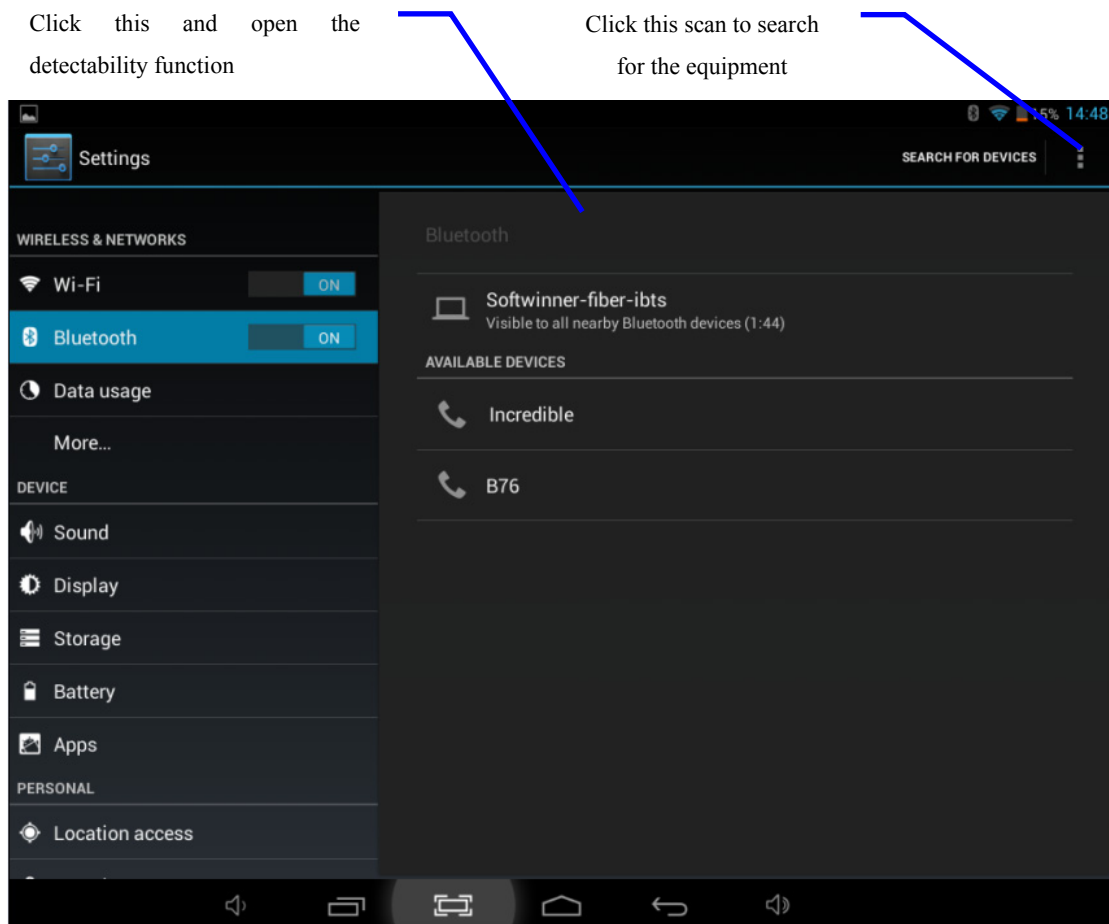 Click this and open the
detectability function
Click this scan to search
for the equipment
15% 14:48
Settings
SEARCH FOR DEVICES
WIRELESS & NETWORKS
Wi-Fi ON
Bluetooth ON
Data usage
More...
DEVICE
Sound
Display
Storage
Battery
Apps
PERSONAL
Location access
Bluetooth
Softwinner-fiber-ibts
Visible to all nearby Bluetooth devices (1:44)
AVAILABLE DEVICES
Incredible
B76